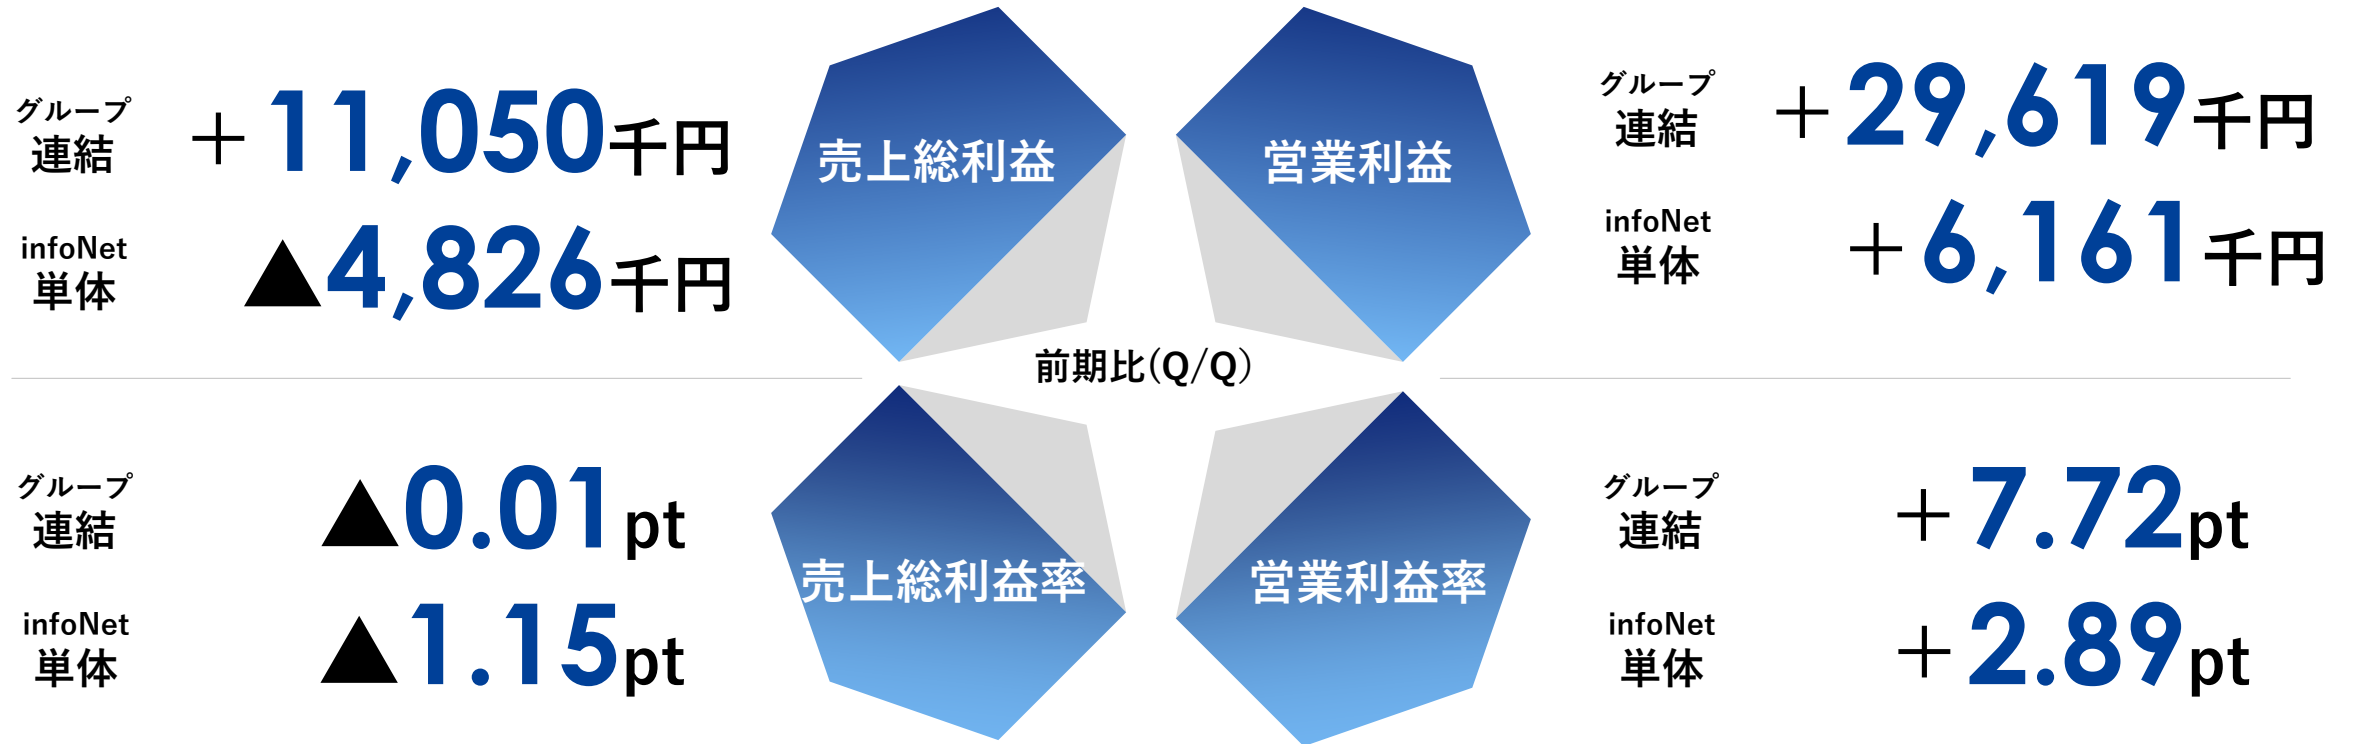 グループ
連結
＋11,050千円
infoNet
単体
▲4,826千円
売上総利益
営業利益
グループ
連結
＋29,619千円
infoNet
単体
＋6,161千円
前期比(Q/Q)
グループ
連結
▲0.01pt
infoNet
単体
▲1.15pt
売上総利益率
営業利益率
グループ
連結
＋7.72pt
infoNet
単体
＋2.89pt